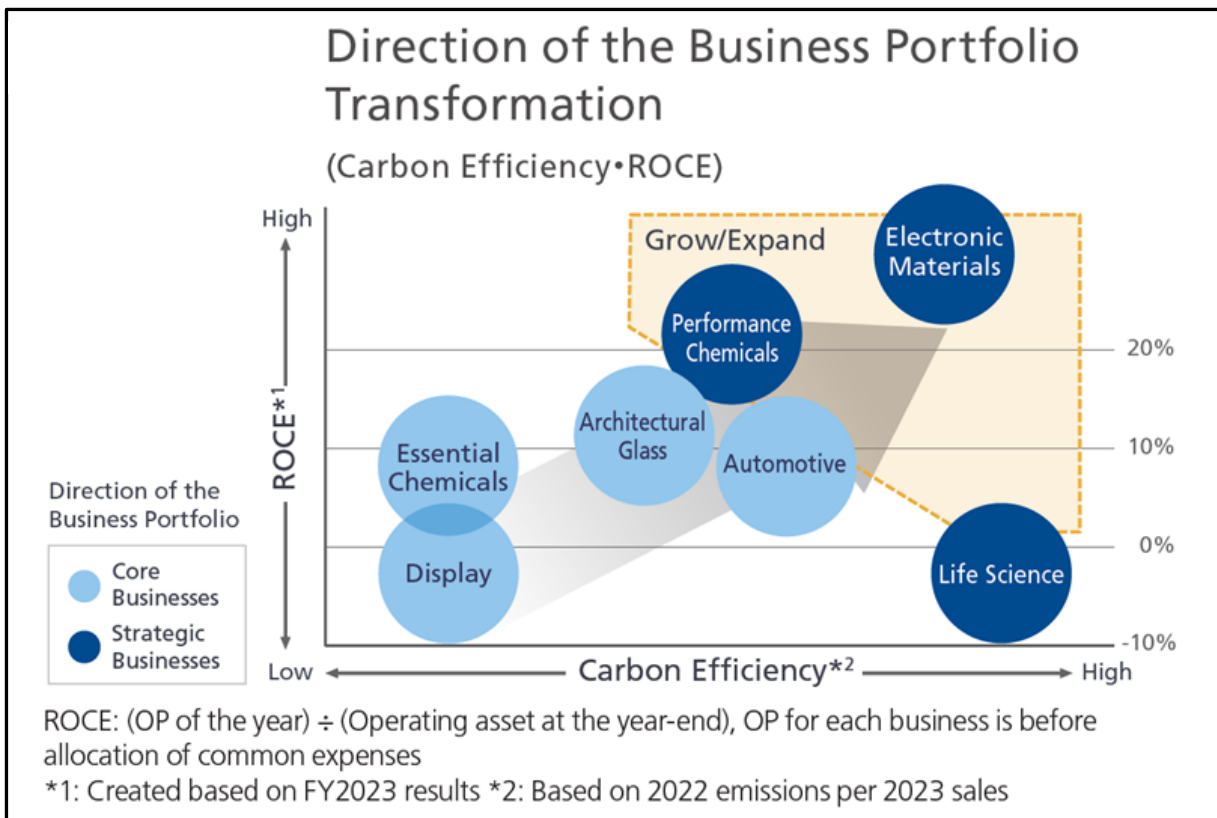 Direction of the Business Portfolio
Transformation
(Carbon Efficiency•ROCE)
High
Grow/Expand
Electronic
Materials
Performance
Chemicals
20%
ROCE*1
Architectural
Glass
Essential
Chemicals
Automotive
10%
Direction of the
Business Portfolio
Core
Businesses
Strategic
Businesses
Display
Life Science
0%
-10%
Low
Carbon Efficiency*2
High
ROCE: (OP of the year) ÷ (Operating asset at the year-end), OP for each business is before
allocation of common expenses
*1: Created based on FY2023 results *2: Based on 2022 emissions per 2023 sales